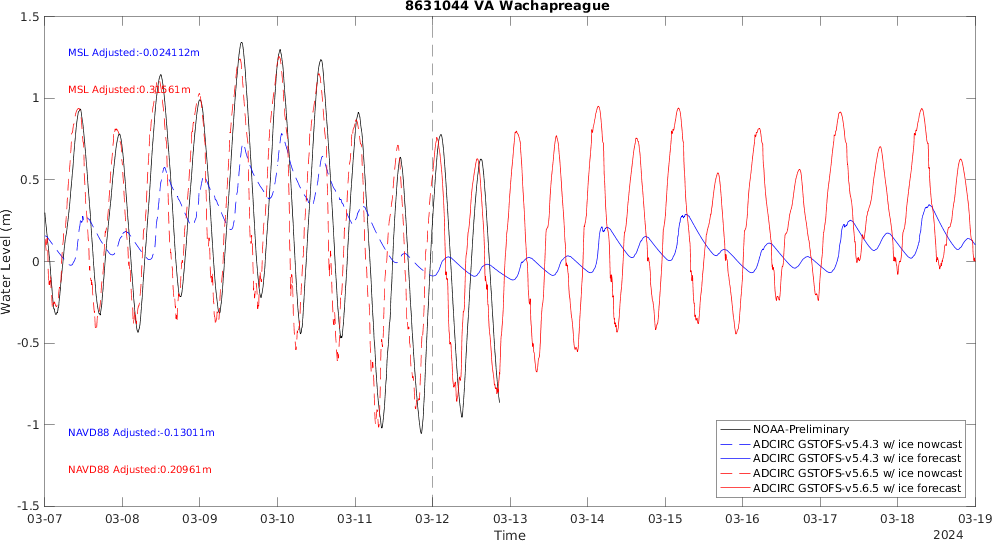 8631044 VA Wachapreague
1.5
MSL Adjusted:-0.024112m
MSL Adjusted:0.31561m
1
0.5
Water Level (m)
0
-0.5
-1
NAVD88 Adjusted:-0.13011m
NAVD88 Adjusted:0.20961m
NOAA-Preliminary
ADCIRC GSTOFS-v5.4.3 w/ ice nowcast
ADCIRC GSTOFS-v5.4.3 w/ ice forecast
ADCIRC GSTOFS-v5.6.5 w/ ice nowcast
ADCIRC GSTOFS-v5.6.5 w/ ice forecast
-1.5
03-07 03-08 03-09 03-10 03-11 03-12 03-13 03-14 03-15 03-16 03-17 03-18 03-19
Time
2024